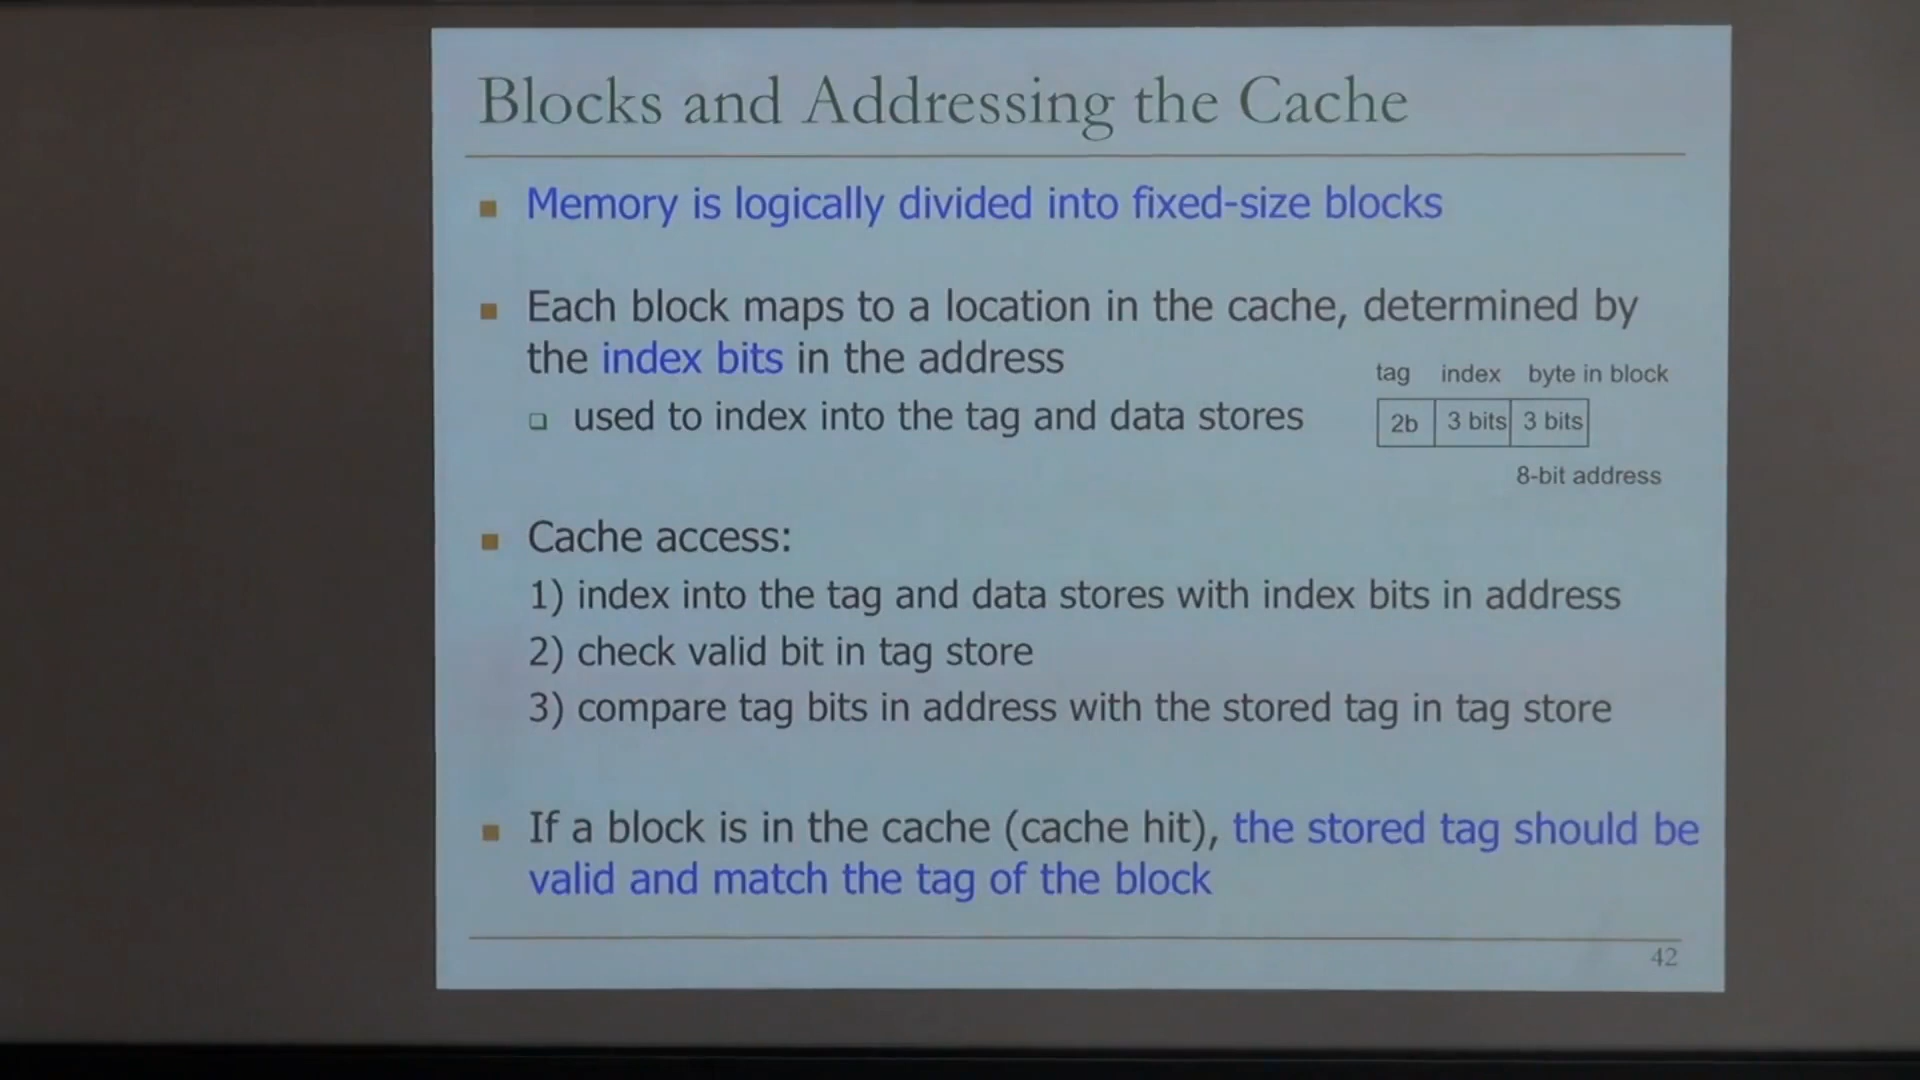 Blocks and Addressing the Cache
Memory is logically divided into fixed-size blocks
Each block maps to a location in the cache, determined by
the index bits in the address
used to index into the tag and data stores
tag index byte in block
2b 3 bits 3 bits
8-bit address
Cache access:
1) index into the tag and data stores with index bits in address
2) check valid bit in tag store
3) compare tag bits in address with the stored tag in tag store
If a block is in the cache (cache hit), the stored tag should be
valid and match the tag of the block
42